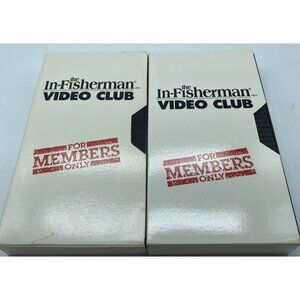 the
In-Fisherman
VIDEO CLUB
FOR
MEMBERS
ONLY
the
In-Fisherman
VIDEO CLUB
FOR
MEMBERS
ONLY